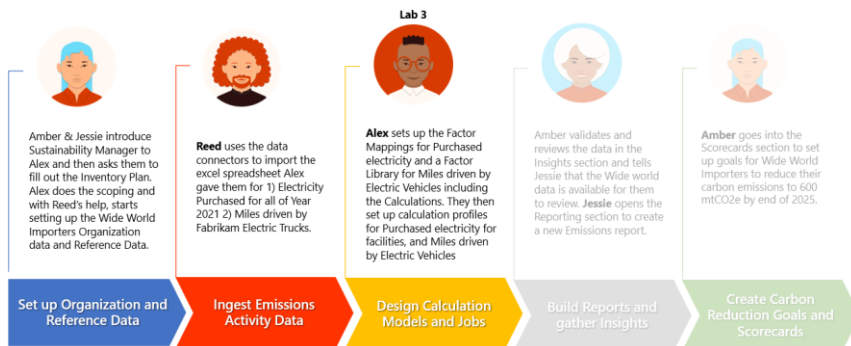 Lab 3
Amber & Jessie introduce
Sustainability Manager to
Alex and then asks them to
fill out the Inventory Plan.
Alex does the scoping and
with Reed's help, starts
setting up the Wide World
Importers Organization
data and Reference Data.
Reed uses the data
connectors to import the
excel spreadsheet Alex
gave them for 1) Electricity
Purchased for all of Year
2021 2) Miles driven by
Fabrikam Electric Trucks.
Alex sets up the Factor
Mappings for Purchased
electricity and a Factor
Library for Miles driven by
Electric Vehicles including
the Calculations. They then
set up calculation profiles
for Purchased electricity for
facilities, and Miles driven
by Electric Vehicles
Amber validates and
reviews the data in the
Insights section and tells
Jessie that the Wide world
data is available for them
to review. Jessie opens the
Reporting section to create
a new Emissions report.
Amber goes into the
Scorecards section to set
up goals for Wide World
Importers to reduce their
carbon emissions to 600
mtCO2e by end of 2025.
Set up Organization and
Reference Data
Ingest Emissions
Activity Data
Design Calculation
Models and Jobs
Build Reports and
gather Insights
Create Carbon
Reduction Goals and
Scorecards